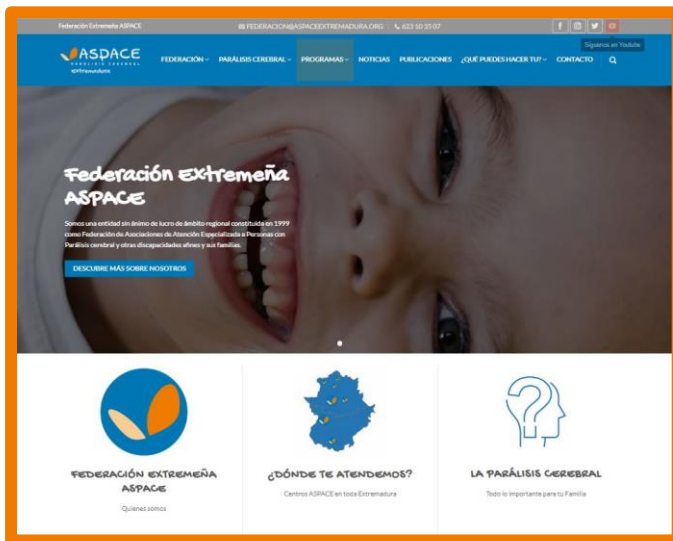 Federación Extremeña ASPACE
FEDERACION@ASPACEEXTREMADURA.ORG
623 10 35 07
Síguenos en Youtube
ASPACE
PARÁLISIS CEREBRAL
extremadura
FEDERACIÓN
PARÁLISIS CEREBRAL
PROGRAMAS
NOTICIAS
PUBLICACIONES
¿QUÉ PUEDES HACER TU?
CONTACTO
Federación Extremeña
ASPACE
Somos una entidad sin ánimo de lucro de ámbito regional constituida en 1999
como Federación de Asociaciones de Atención Especializada a Personas con
Parálisis cerebral y otras discapacidades afines y sus familias.
DESCUBRE MÁS SOBRE NOSOTROS
FEDERACIÓN EXTREMEÑA
ASPACE
Quienes somos
¿DÓNDE TE ATENDEMOS?
Centros ASPACE en toda Extremadura
LA PARÁLISIS CEREBRAL
Todo lo importante para tu Familia